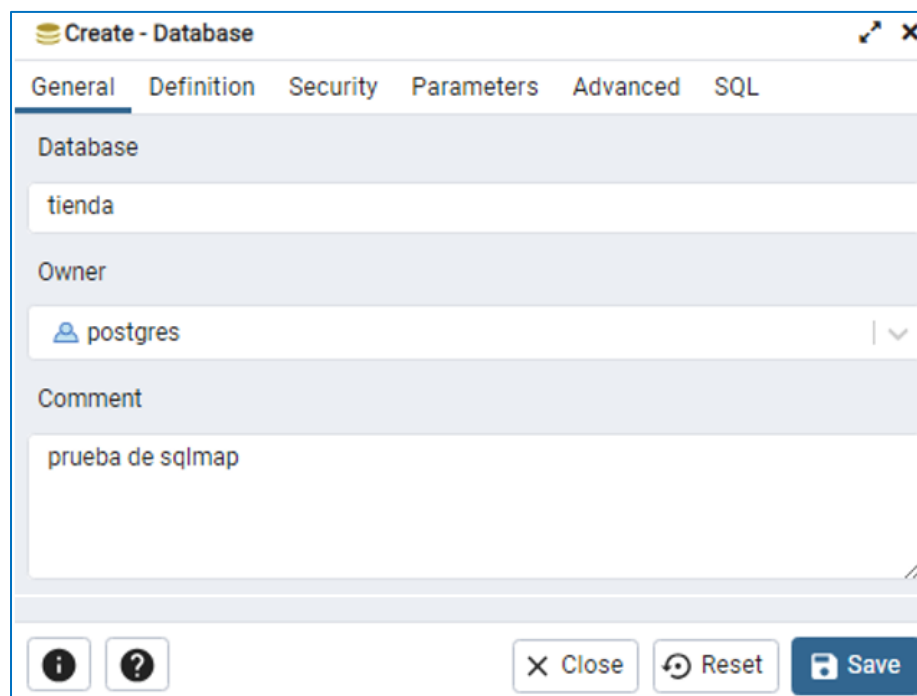 Create - Database
General Definition Security Parameters Advanced SQL
Database
tienda
Owner
postgres
Comment
prueba de sqlmap
Close Reset Save